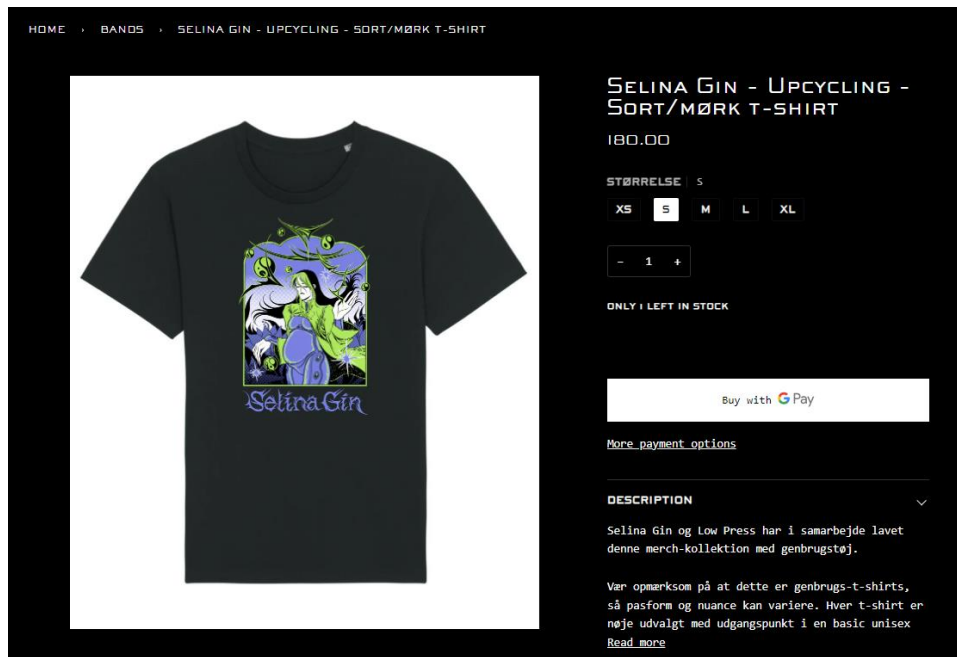 HOME › BANDS › SELINA GIN - UPCYCLING - SORT/MØRK T-SHIRT
SELINA GIN - UPCYCLING -
SORT/MØRK T-SHIRT
180.00
STØRRELSE | S
XS S M L XL
- 1 +
ONLY 1 LEFT IN STOCK
Buy with G Pay
More payment options
DESCRIPTION
Selina Gin og Low Press har i samarbejde lavet
denne merch-kollektion med genbrugstøj.
Vær opmærksom på at dette er genbrugs-t-shirts,
så pasform og nuance kan variere. Hver t-shirt er
nøje udvalgt med udgangspunkt i en basic unisex
Read more
Selina Gin